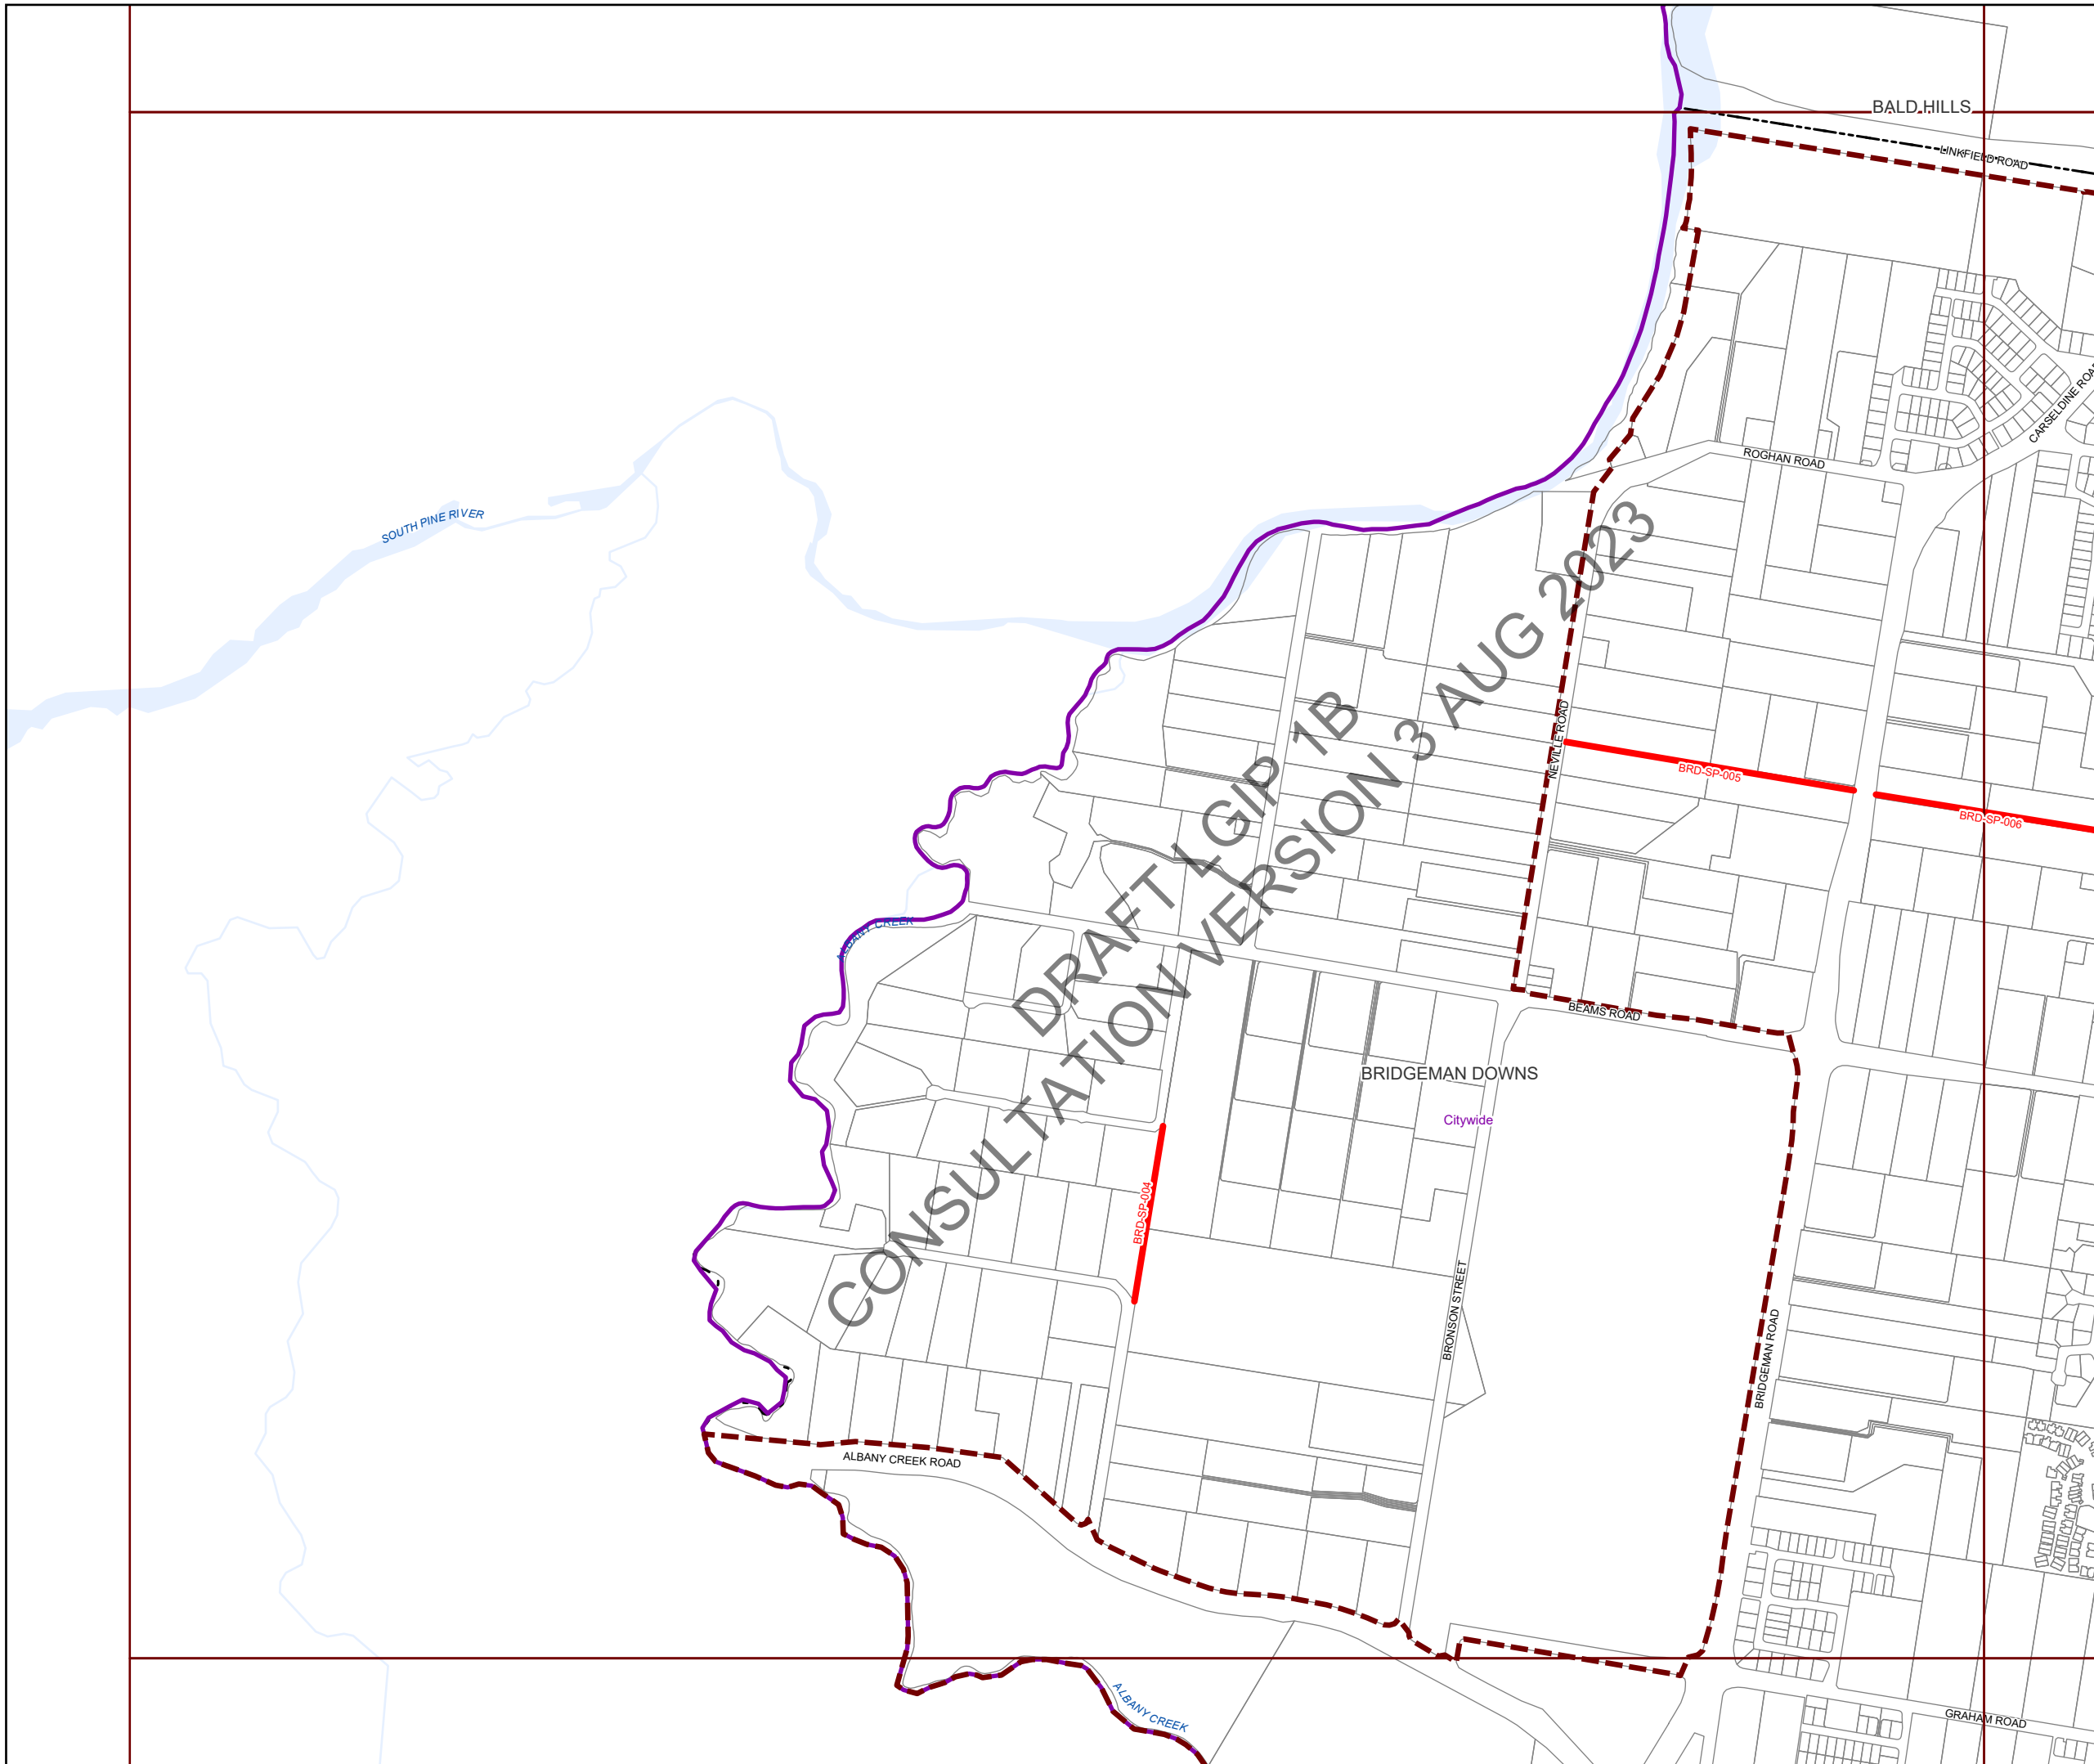 BALD HILLS
LINKFIELD ROAD
CARSELDINE ROA
ROGHAN ROAD
SOUTH PINE RIVER
NEVILLE ROAD
BRD-SP-005
BRD-SP-006
DRAFT LGIP 1B
CONSULTATION VERSION 3 AUG 2023
ALBANY CREEK
BEAMS ROAD
BRIDGEMAN DOWNS
Citywide
BRD-SP-004
BRONSON STREET
BRIDGEMAN ROAD
ALBANY CREEK ROAD
ALBANY CREEK
GRAHAM ROAD